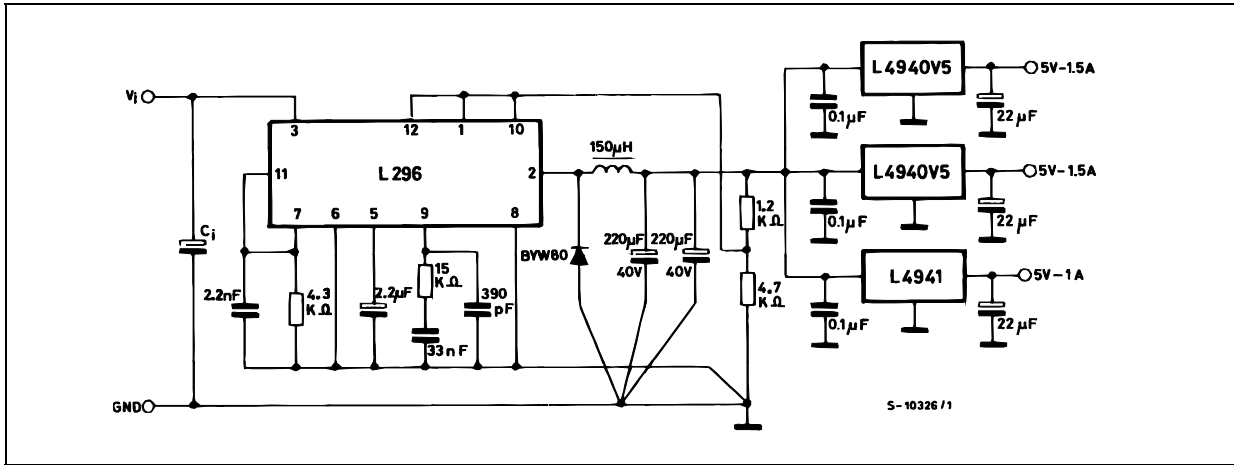 Vi
3
12
1
10
L296
11
2
7
6
5
9
8
Ci
2.2nF
4.3
KΩ
2.2µF
15
KΩ
390
pF
33nF
GND
150µH
BYW80
220µF
40V
220µF
40V
1.2
KΩ
4.7
KΩ
L4940V5
0.1µF
22µF
5V-1.5A
L4940V5
0.1µF
22µF
5V-1.5A
L4941
0.1µF
22µF
5V-1A
S-10326/1